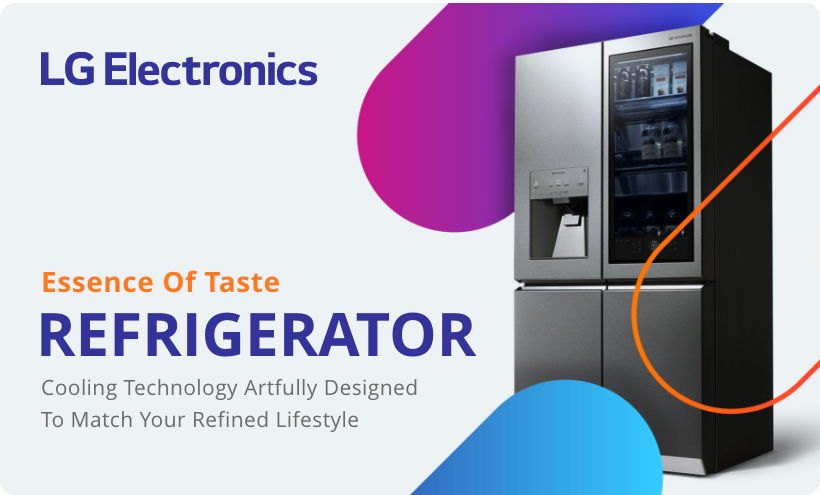 LG Electronics
Essence Of Taste
REFRIGERATOR
Cooling Technology Artfully Designed
To Match Your Refined Lifestyle